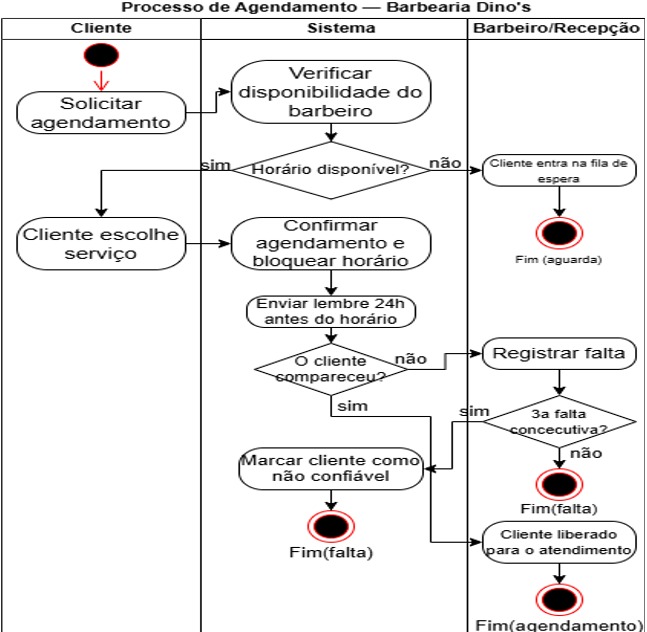 Processo de Agendamento — Barbearia Dino's
Cliente
Sistema
Barbeiro/Recepção
Solicitar
agendamento
Verificar
disponibilidade do
barbeiro
Horário disponível?
sim
não
Cliente entra na fila de
espera
Fim (aguarda)
Cliente escolhe
serviço
Confirmar
agendamento e
bloquear horário
Enviar lembre 24h
antes do horário
O cliente
compareceu?
não
sim
Registrar falta
3a falta
concecutiva?
sim
não
Fim(falta)
Marcar cliente como
não confiável
Fim(falta)
Cliente liberado
para o atendimento
Fim(agendamento)